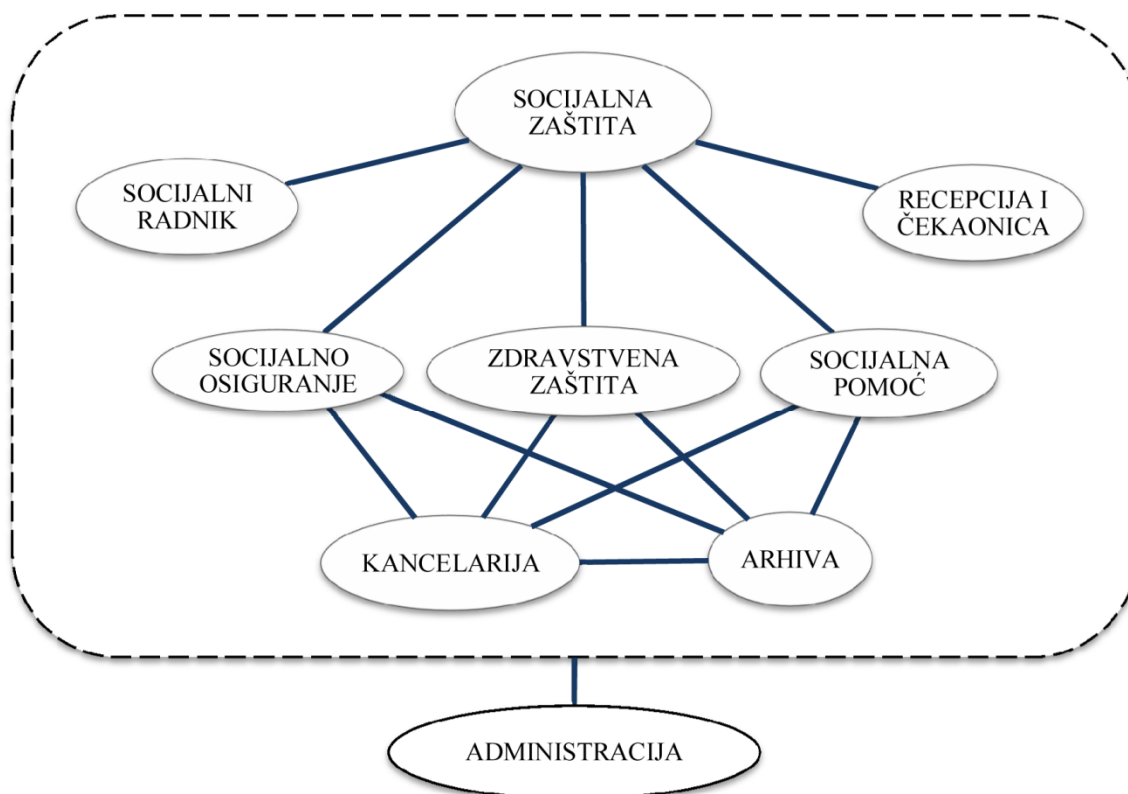 SOCIJALNA
ZAŠTITA
SOCIJALNI
RADNIK
RECEPCIJA I
ČEKAONICA
SOCIJALNO
OSIGURANJE
ZDRAVSTVENA
ZAŠTITA
SOCIJALNA
POMOĆ
KANCELARIJA
ARHIVA
ADMINISTRACIJA